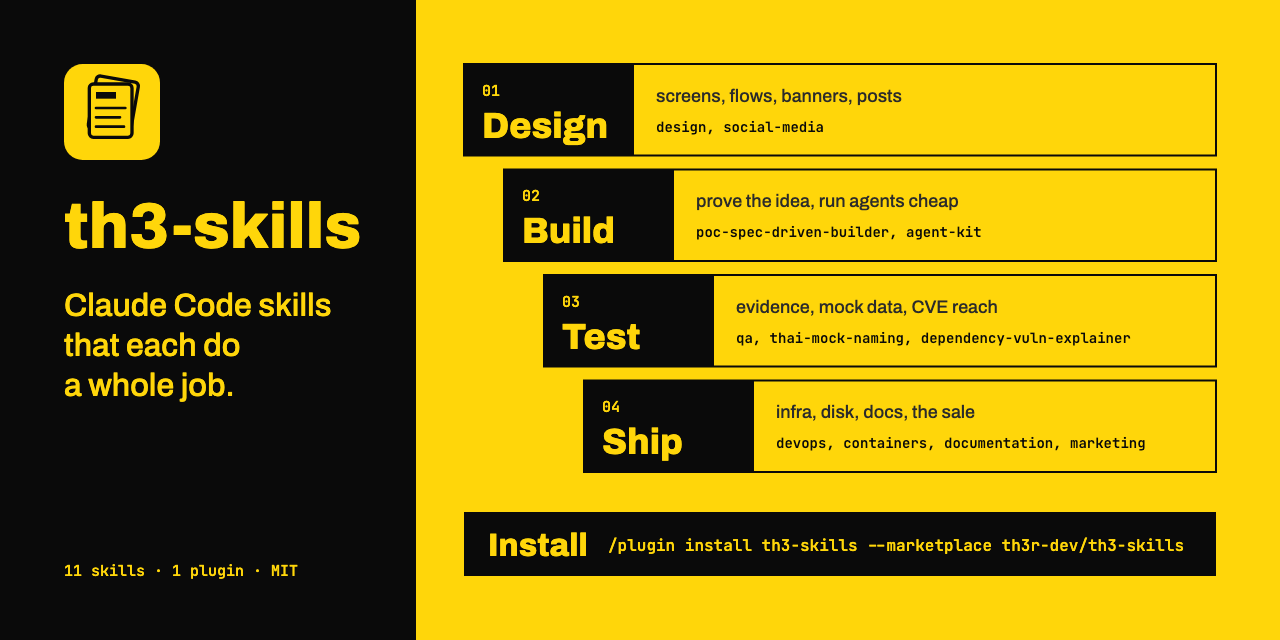 th3-skills
Claude Code skills
that each do
a whole job.
11 skills · 1 plugin · MIT
01
Design
screens, flows, banners, posts
design, social-media
02
Build
prove the idea, run agents cheap
poc-spec-driven-builder, agent-kit
03
Test
evidence, mock data, CVE reach
qa, thai-mock-naming, dependency-vuln-explainer
04
Ship
infra, disk, docs, the sale
devops, containers, documentation, marketing
Install /plugin install th3-skills --marketplace th3r-dev/th3-skills